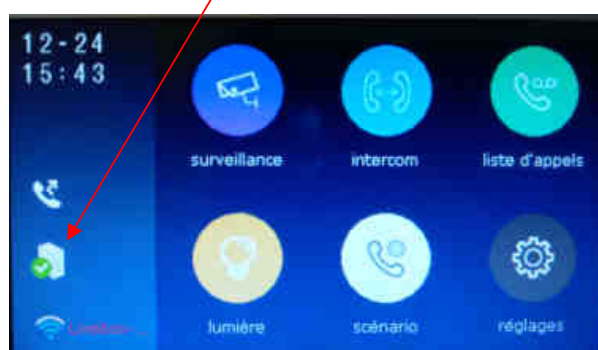 12-24
15:43
surveillance
intercom
liste d'appels
lumière
scénario
réglages